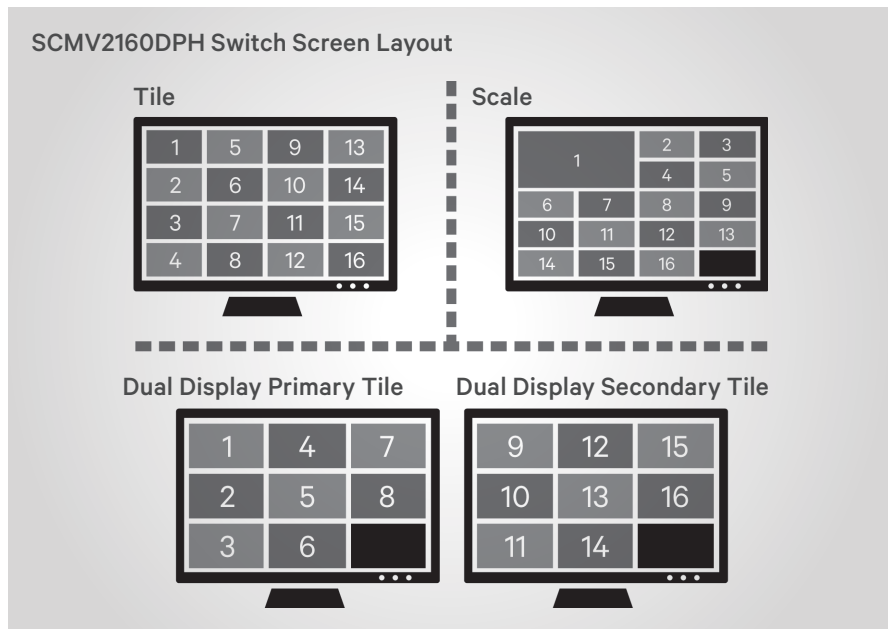 SCMV2160DPH Switch Screen Layout
Tile
1 5 9 13
2 6 10 14
3 7 11 15
4 8 12 16
Scale
1 2 3
4 5
6 7 8 9
10 11 12 13
14 15 16
Dual Display Primary Tile
1 4 7
2 5 8
3 6
Dual Display Secondary Tile
9 12 15
10 13 16
11 14